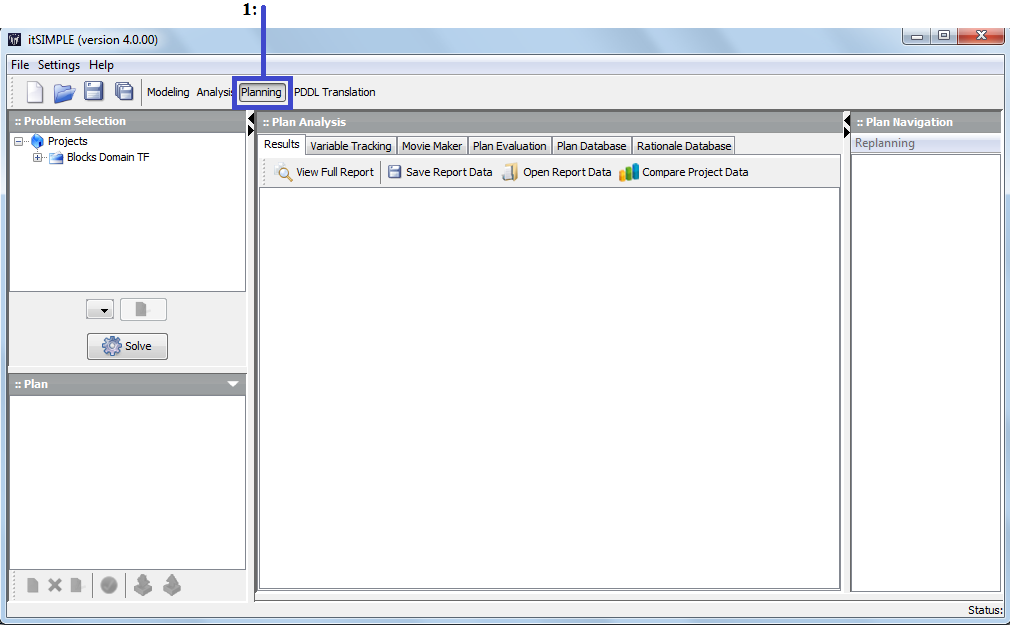 1:
itSIMPLE (version 4.0.00)
File Settings Help
Modeling Analysis Planning PDDL Translation
:: Problem Selection
:: Plan Analysis
:: Plan Navigation
Projects
Blocks Domain TF
Results Variable Tracking Movie Maker Plan Evaluation Plan Database Rationale Database
Replanning
View Full Report Save Report Data Open Report Data Compare Project Data
Solve
:: Plan
Status: